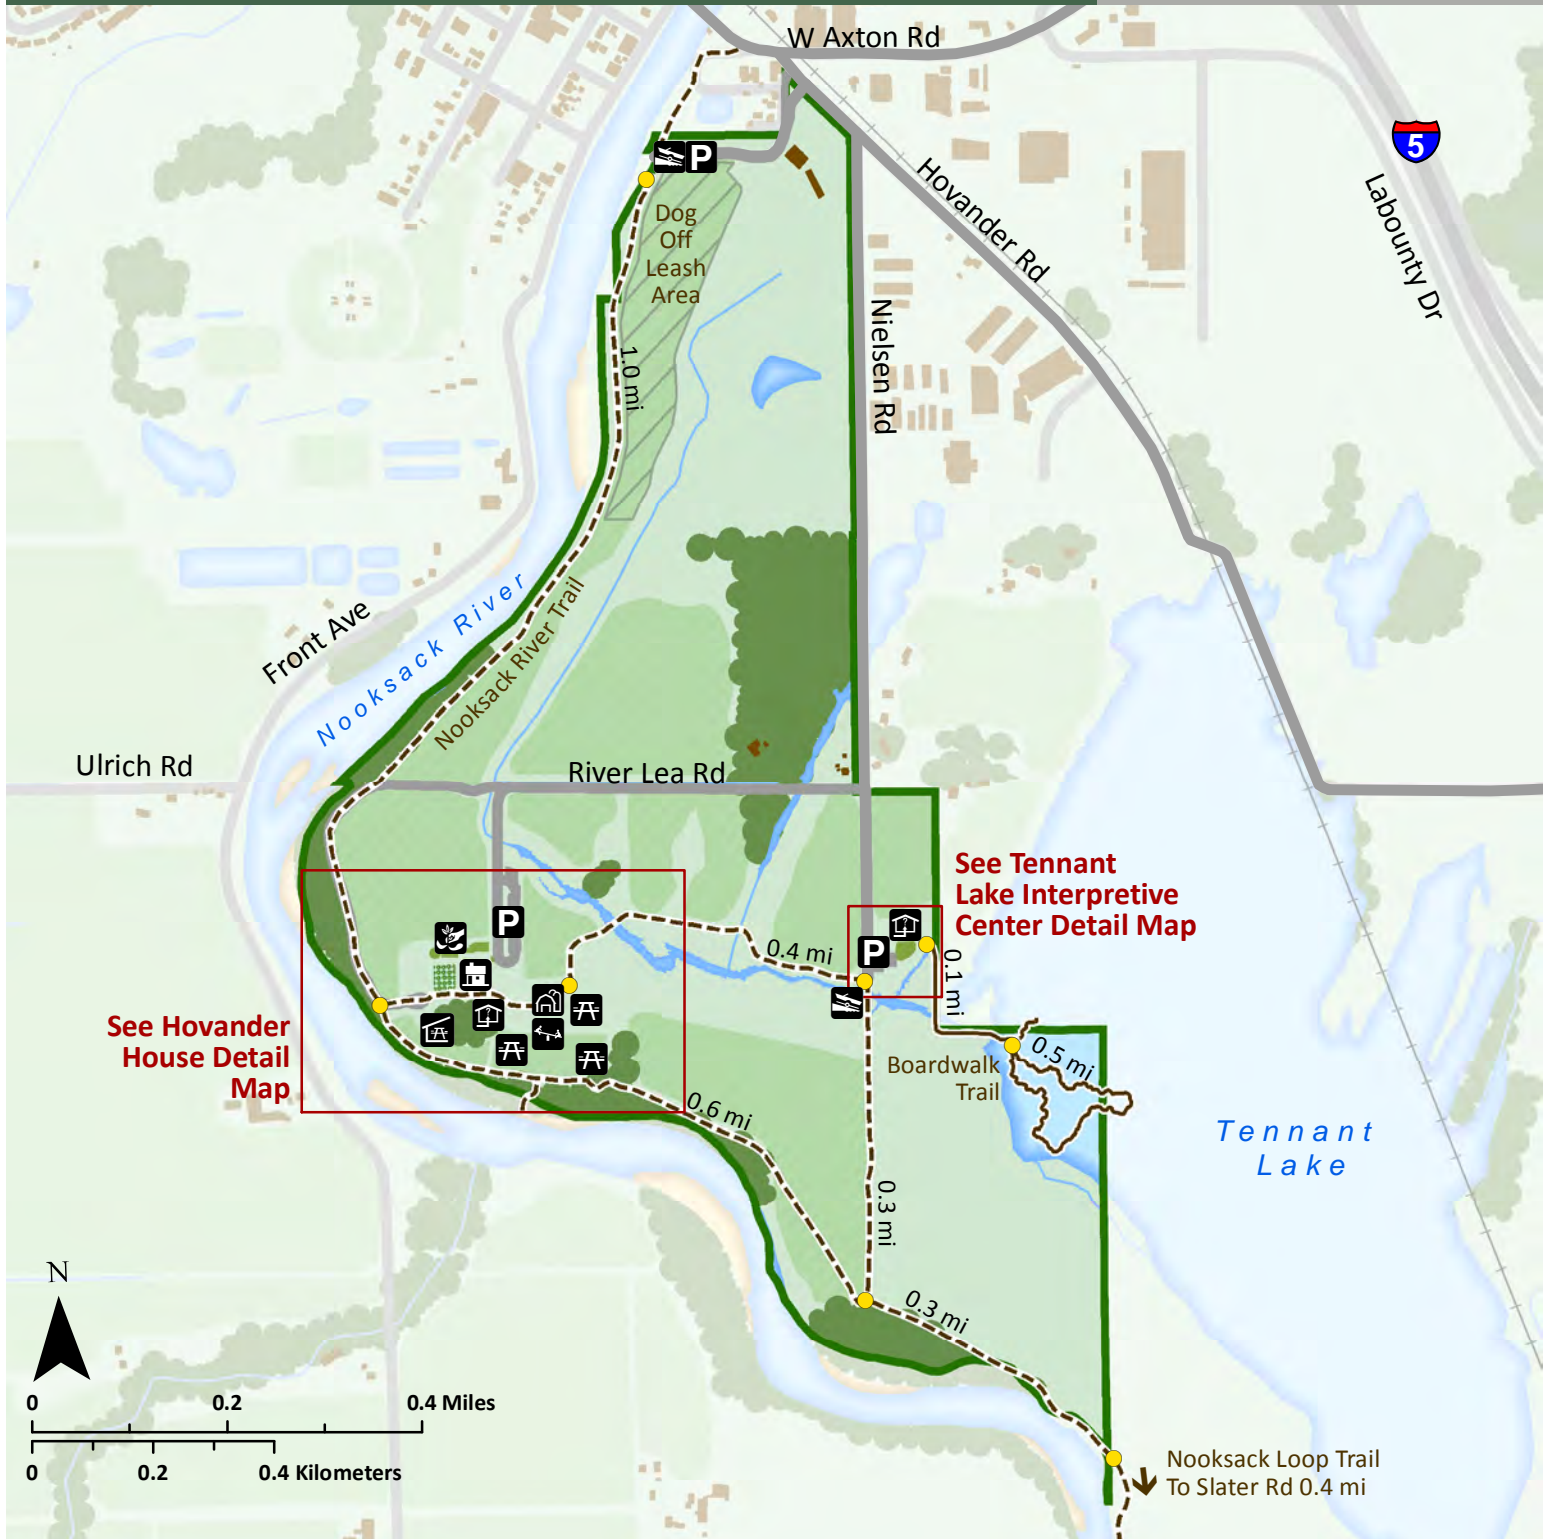 W Axton Rd
5
P
Dog
Off
Leash
Area
Hovander Rd
Labounty Dr
1.0 mi
Nielsen Rd
Front Ave
Nooksack River
Nooksack River Trail
Ulrich Rd
River Lea Rd
See Tennant
Lake Interpretive
Center Detail Map
P
0.4 mi
P
0.1 mi
See Hovander
House Detail
Map
Boardwalk
Trail
0.5 mi
0.6 mi
Tennant
Lake
0.3 mi
0.3 mi
N
0 0.2 0.4 Miles
0 0.2 0.4 Kilometers
Nooksack Loop Trail
To Slater Rd 0.4 mi